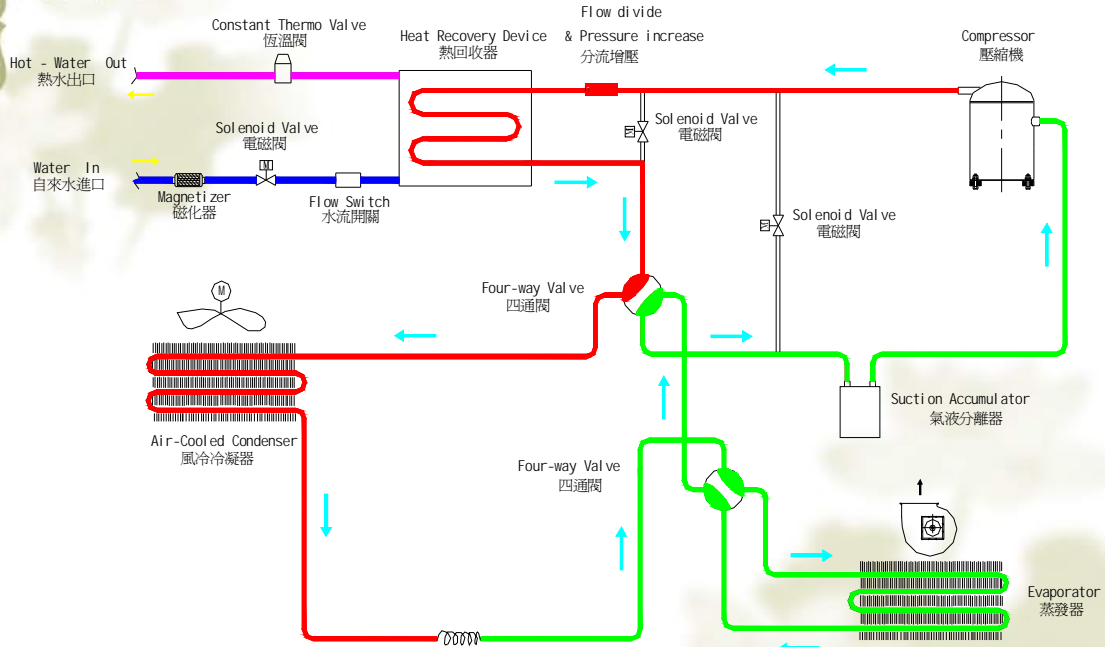 Flow divide
& Pressure increase
分流增壓
Constant Thermo Valve
恆溫閥
Heat Recovery Device
熱回收器
Compressor
壓縮機
Hot - Water Out
熱水出口
Solenoid Valve
電磁閥
Solenoid Valve
電磁閥
M
M
Water In
自來水進口
Magnetizer
磁化器
Flow Switch
水流開關
Solenoid Valve
電磁閥
M
Four-way Valve
四通閥
M
Suction Accumulator
氣液分離器
Air-Cooled Condenser
風冷冷凝器
Four-way Valve
四通閥
Evaporator
蒸發器